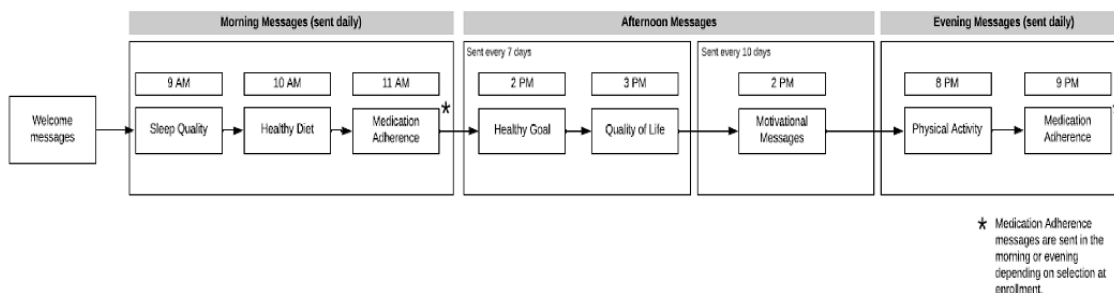 Morning Messages (sent daily)
Afternoon Messages
Evening Messages (sent daily)
Sent every 7 days
Sent every 10 days
9 AM
10 AM
11 AM
2 PM
3 PM
2 PM
8 PM
9 PM
Welcome
messages
Sleep Quality
Healthy Diet
Medication
Adherence
*
Healthy Goal
Quality of Life
Motivational
Messages
Physical Activity
Medication
Adherence
* Medication Adherence
messages are sent in the
morning or evening
depending on selection at
enrollment.